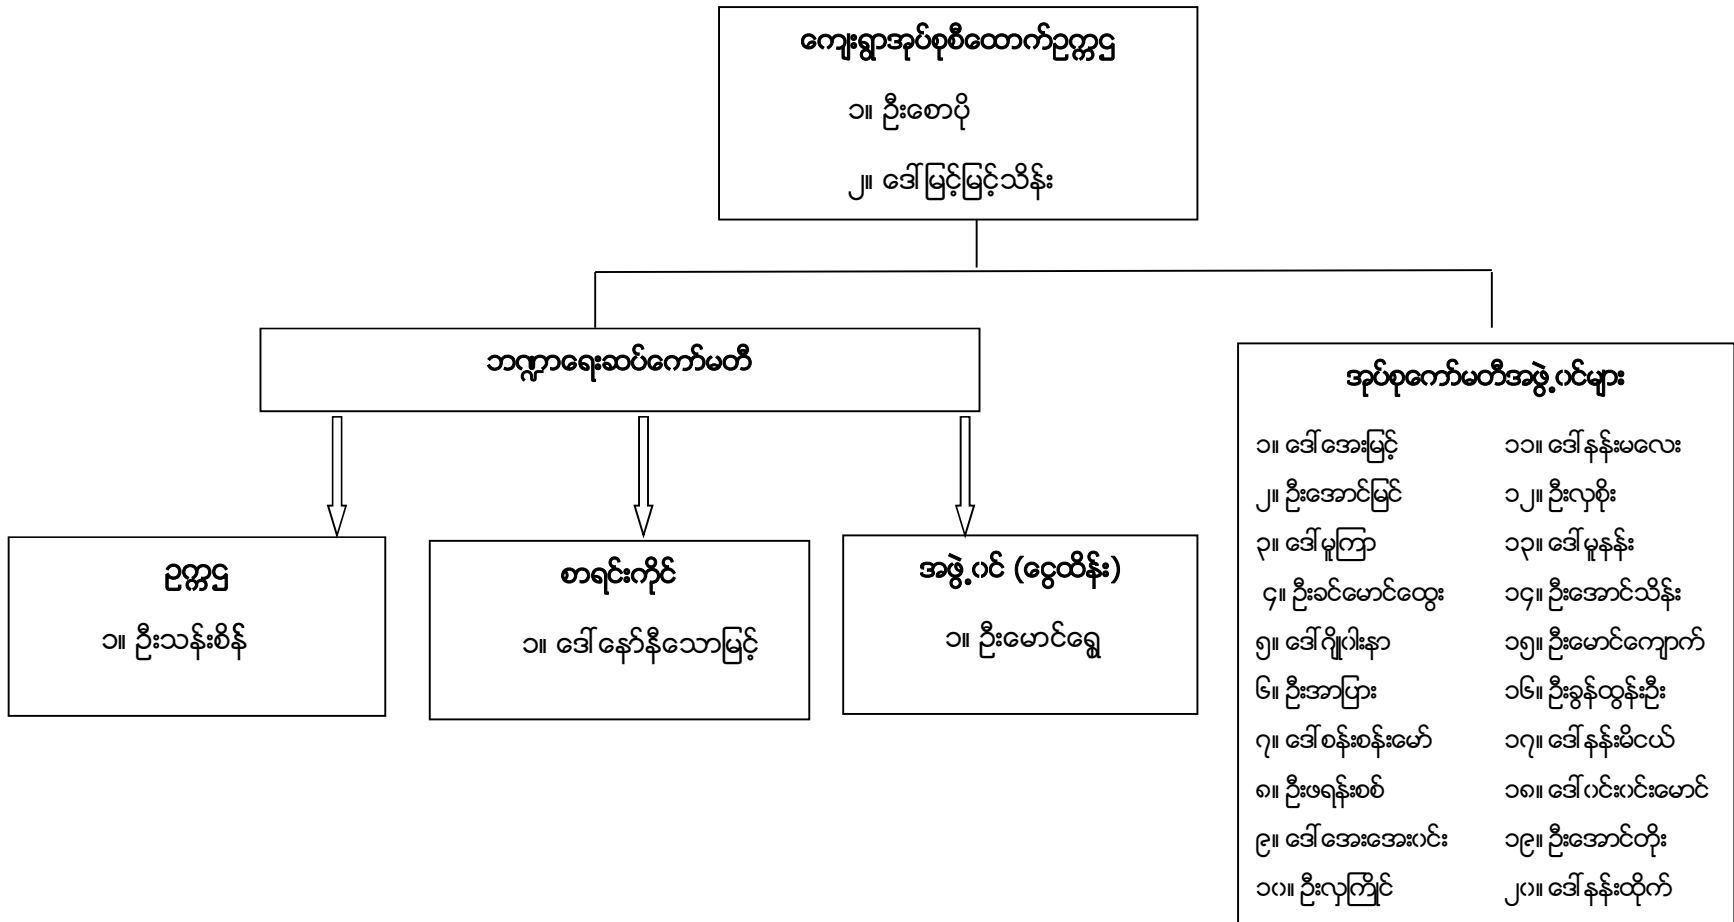 ကျေးရွာအုပ်စုစီထောက်ဥက္ကဌ
၁။ ဦးစောပို
၂။ ဒေါ်မြင့်မြင့်သိန်း
ဘဏ္ဍာရေးဆပ်ကော်မတီ
ဥက္ကဌ
၁။ ဦးသန်းစိန်
စာရင်းကိုင်
၁။ ဒေါ်နော်နီသောမြင့်
အဖွဲ့ဝင် (ငွေထိန်း)
၁။ ဦးမောင်ရွှေ
အုပ်စုကော်မတီအဖွဲ့ဝင်များ
၁။ ဒေါ်အေးမြင့်
၂။ ဦးအောင်မြင်
၃။ ဒေါ်မူကြာ
၄။ ဦးခင်မောင်ထွေး
၅။ ဒေါ်ဂျိုဝါးနာ
၆။ ဦးအာပြား
၇။ ဒေါ်စန်းစန်းမော်
၈။ ဦးဖရန်းစစ်
၉။ ဒေါ်အေးအေးဝင်း
၁၀။ ဦးလှကြိုင်
၁၁။ ဒေါ်နန်းမလေး
၁၂။ ဦးလှစိုး
၁၃။ ဒေါ်မူနန်း
၁၄။ ဦးအောင်သိန်း
၁၅။ ဦးမောင်ကျောက်
၁၆။ ဦးခွန်ထွန်းဦး
၁၇။ ဒေါ်နန်းမိငယ်
၁၈။ ဒေါ်ဝင်းဝင်းမောင်
၁၉။ ဦးအောင်တိုး
၂၀။ ဒေါ်နန်းထိုက်